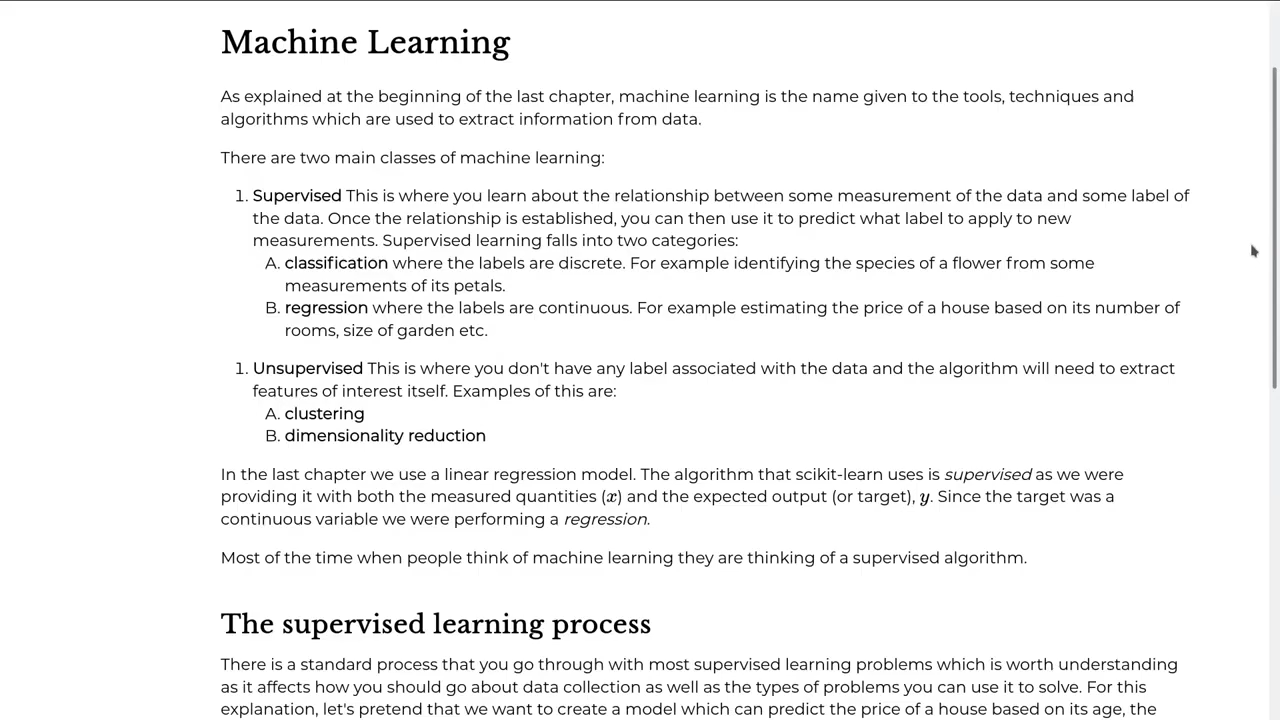 Machine Learning
As explained at the beginning of the last chapter, machine learning is the name given to the tools, techniques and
algorithms which are used to extract information from data.
There are two main classes of machine learning:
1. Supervised This is where you learn about the relationship between some measurement of the data and some label of
the data. Once the relationship is established, you can then use it to predict what label to apply to new
measurements. Supervised learning falls into two categories:
A. classification where the labels are discrete. For example identifying the species of a flower from some
measurements of its petals.
B. regression where the labels are continuous. For example estimating the price of a house based on its number of
rooms, size of garden etc.
1. Unsupervised This is where you don't have any label associated with the data and the algorithm will need to extract
features of interest itself. Examples of this are:
A. clustering
B. dimensionality reduction
In the last chapter we use a linear regression model. The algorithm that scikit-learn uses is supervised as we were
providing it with both the measured quantities (x) and the expected output (or target), y. Since the target was a
continuous variable we were performing a regression.
Most of the time when people think of machine learning they are thinking of a supervised algorithm.
The supervised learning process
There is a standard process that you go through with most supervised learning problems which is worth understanding
as it affects how you should go about data collection as well as the types of problems you can use it to solve. For this
explanation, let's pretend that we want to create a model which can predict the price of a house based on its age, the